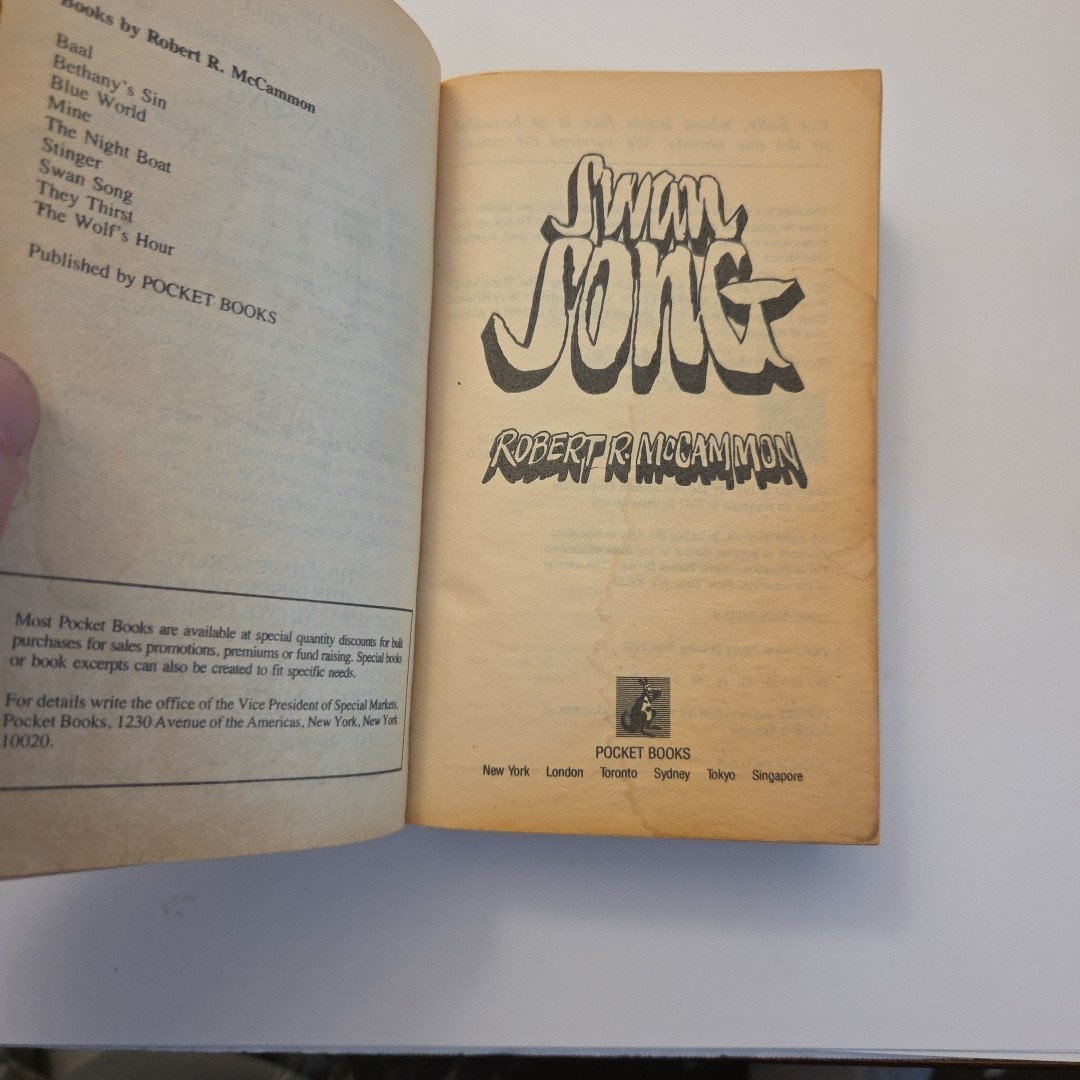 Books by Robert R. McCammon
Baal
Bethany's Sin
Blue World
Mine
The Night Boat
Stinger
Swan Song
They Thirst
The Wolf's Hour
Published by POCKET BOOKS
Most Pocket Books are available at special quantity discounts for bulk
purchases for sales promotions, premiums or fund raising. Special books
or book excerpts can also be created to fit specific needs.
For details write the office of the Vice President of Special Markets,
Pocket Books, 1230 Avenue of the Americas, New York, New York
10020.
Swan
SONG
ROBERT R. McCAMMON
POCKET BOOKS
New York London Toronto Sydney Tokyo Singapore